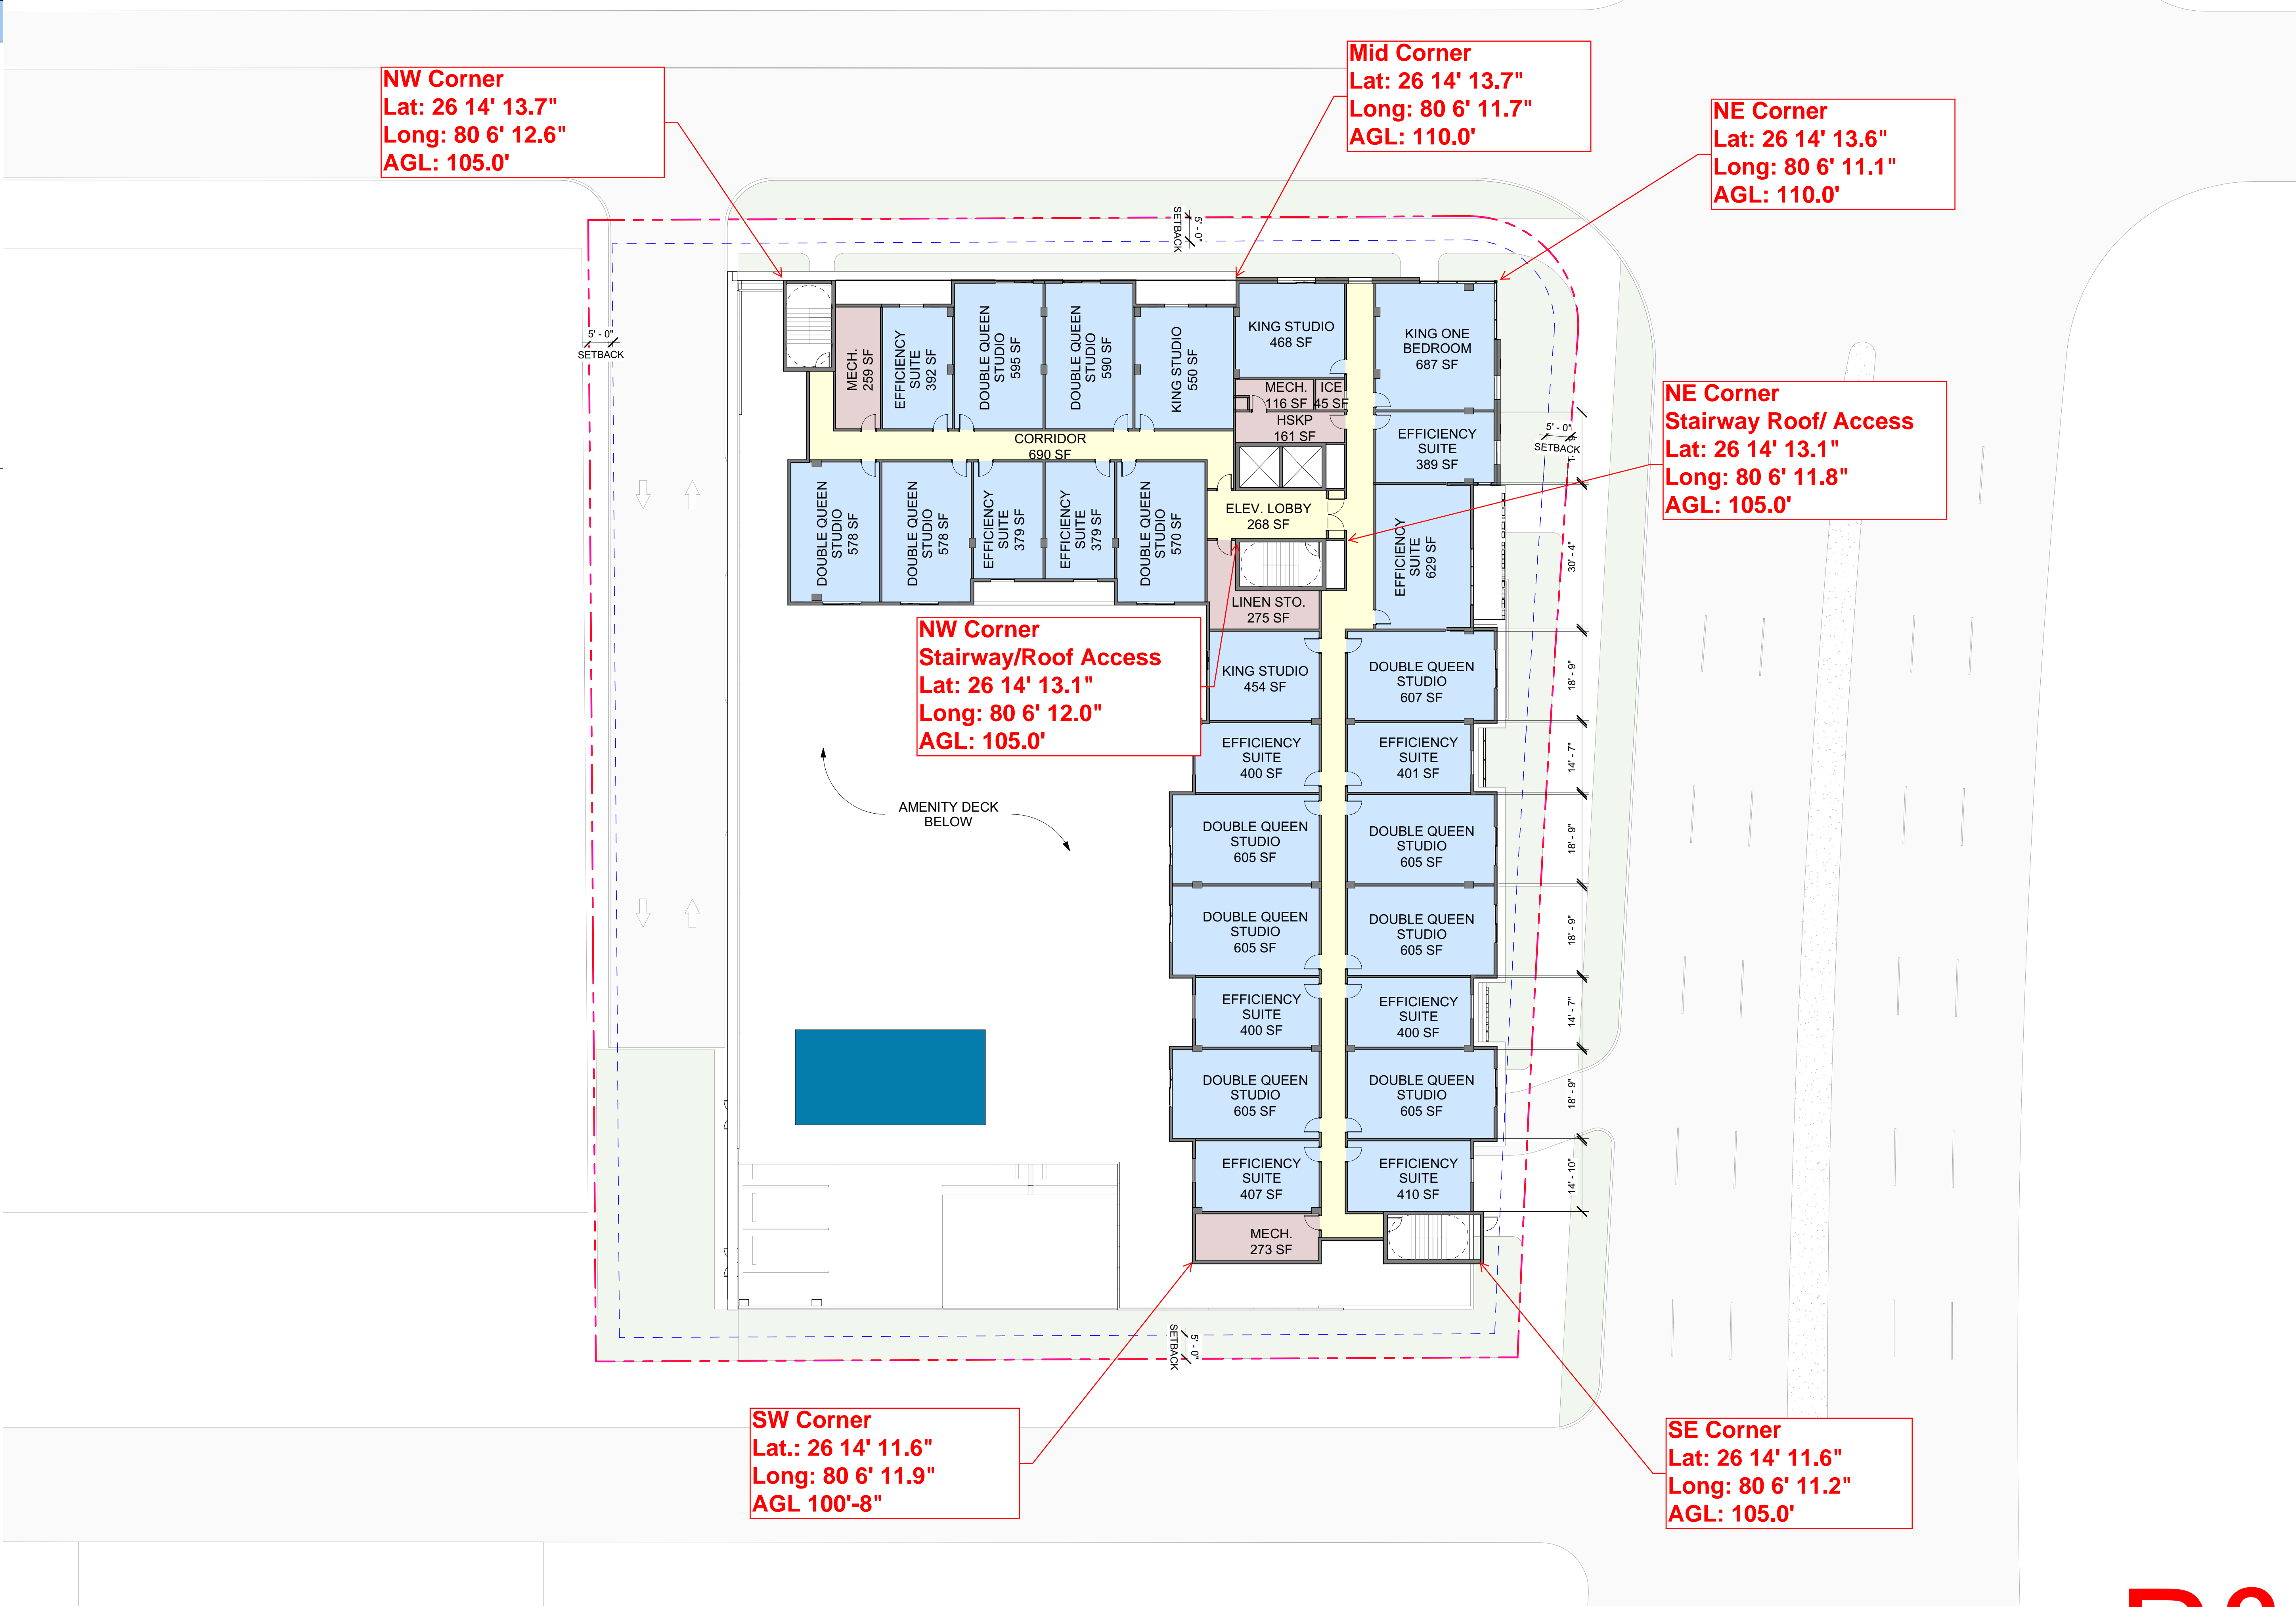 NW Corner
Lat: 26 14' 13.7"
Long: 80 6' 12.6"
AGL: 105.0'
Mid Corner
Lat: 26 14' 13.7"
Long: 80 6' 11.7"
AGL: 110.0'
NE Corner
Lat: 26 14' 13.6"
Long: 80 6' 11.1"
AGL: 110.0'
5' - 0"
SETBACK
5' - 0"
SETBACK
MECH.
259 SF
EFFICIENCY
SUITE
392 SF
DOUBLE QUEEN
STUDIO
595 SF
DOUBLE QUEEN
STUDIO
590 SF
KING STUDIO
550 SF
KING STUDIO
468 SF
KING ONE
BEDROOM
687 SF
MECH.
116 SF
ICE
45 SF
HSKP
161 SF
CORRIDOR
690 SF
EFFICIENCY
SUITE
389 SF
5' - 0"
SETBACK
NE Corner
Stairway Roof/ Access
Lat: 26 14' 13.1"
Long: 80 6' 11.8"
AGL: 105.0'
DOUBLE QUEEN
STUDIO
578 SF
DOUBLE QUEEN
STUDIO
578 SF
EFFICIENCY
SUITE
379 SF
EFFICIENCY
SUITE
379 SF
DOUBLE QUEEN
STUDIO
570 SF
ELEV. LOBBY
268 SF
EFFICIENCY
SUITE
629 SF
30' - 4"
LINEN STO.
275 SF
NW Corner
Stairway/Roof Access
Lat: 26 14' 13.1"
Long: 80 6' 12.0"
AGL: 105.0'
KING STUDIO
454 SF
DOUBLE QUEEN
STUDIO
607 SF
18' - 9"
EFFICIENCY
SUITE
400 SF
EFFICIENCY
SUITE
401 SF
14' - 7"
AMENITY DECK
BELOW
DOUBLE QUEEN
STUDIO
605 SF
DOUBLE QUEEN
STUDIO
605 SF
18' - 9"
DOUBLE QUEEN
STUDIO
605 SF
DOUBLE QUEEN
STUDIO
605 SF
18' - 9"
EFFICIENCY
SUITE
400 SF
EFFICIENCY
SUITE
400 SF
14' - 7"
DOUBLE QUEEN
STUDIO
605 SF
DOUBLE QUEEN
STUDIO
605 SF
18' - 9"
EFFICIENCY
SUITE
407 SF
EFFICIENCY
SUITE
410 SF
14' - 10"
MECH.
273 SF
5' - 0"
SETBACK
SW Corner
Lat.: 26 14' 11.6"
Long: 80 6' 11.9"
AGL 100'-8"
SE Corner
Lat: 26 14' 11.6"
Long: 80 6' 11.2"
AGL: 105.0'